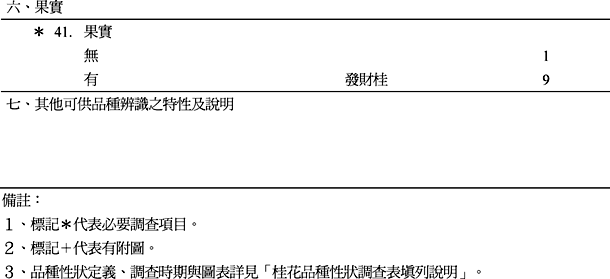 六、果實
＊ 41. 果實
無 1
有 發財桂 9
七、其他可供品種辨識之特性及說明
備註：
１、標記＊代表必要調查項目。
２、標記＋代表有附圖。
３、品種性狀定義、調查時期與圖表詳見「桂花品種性狀調查表填列說明」。